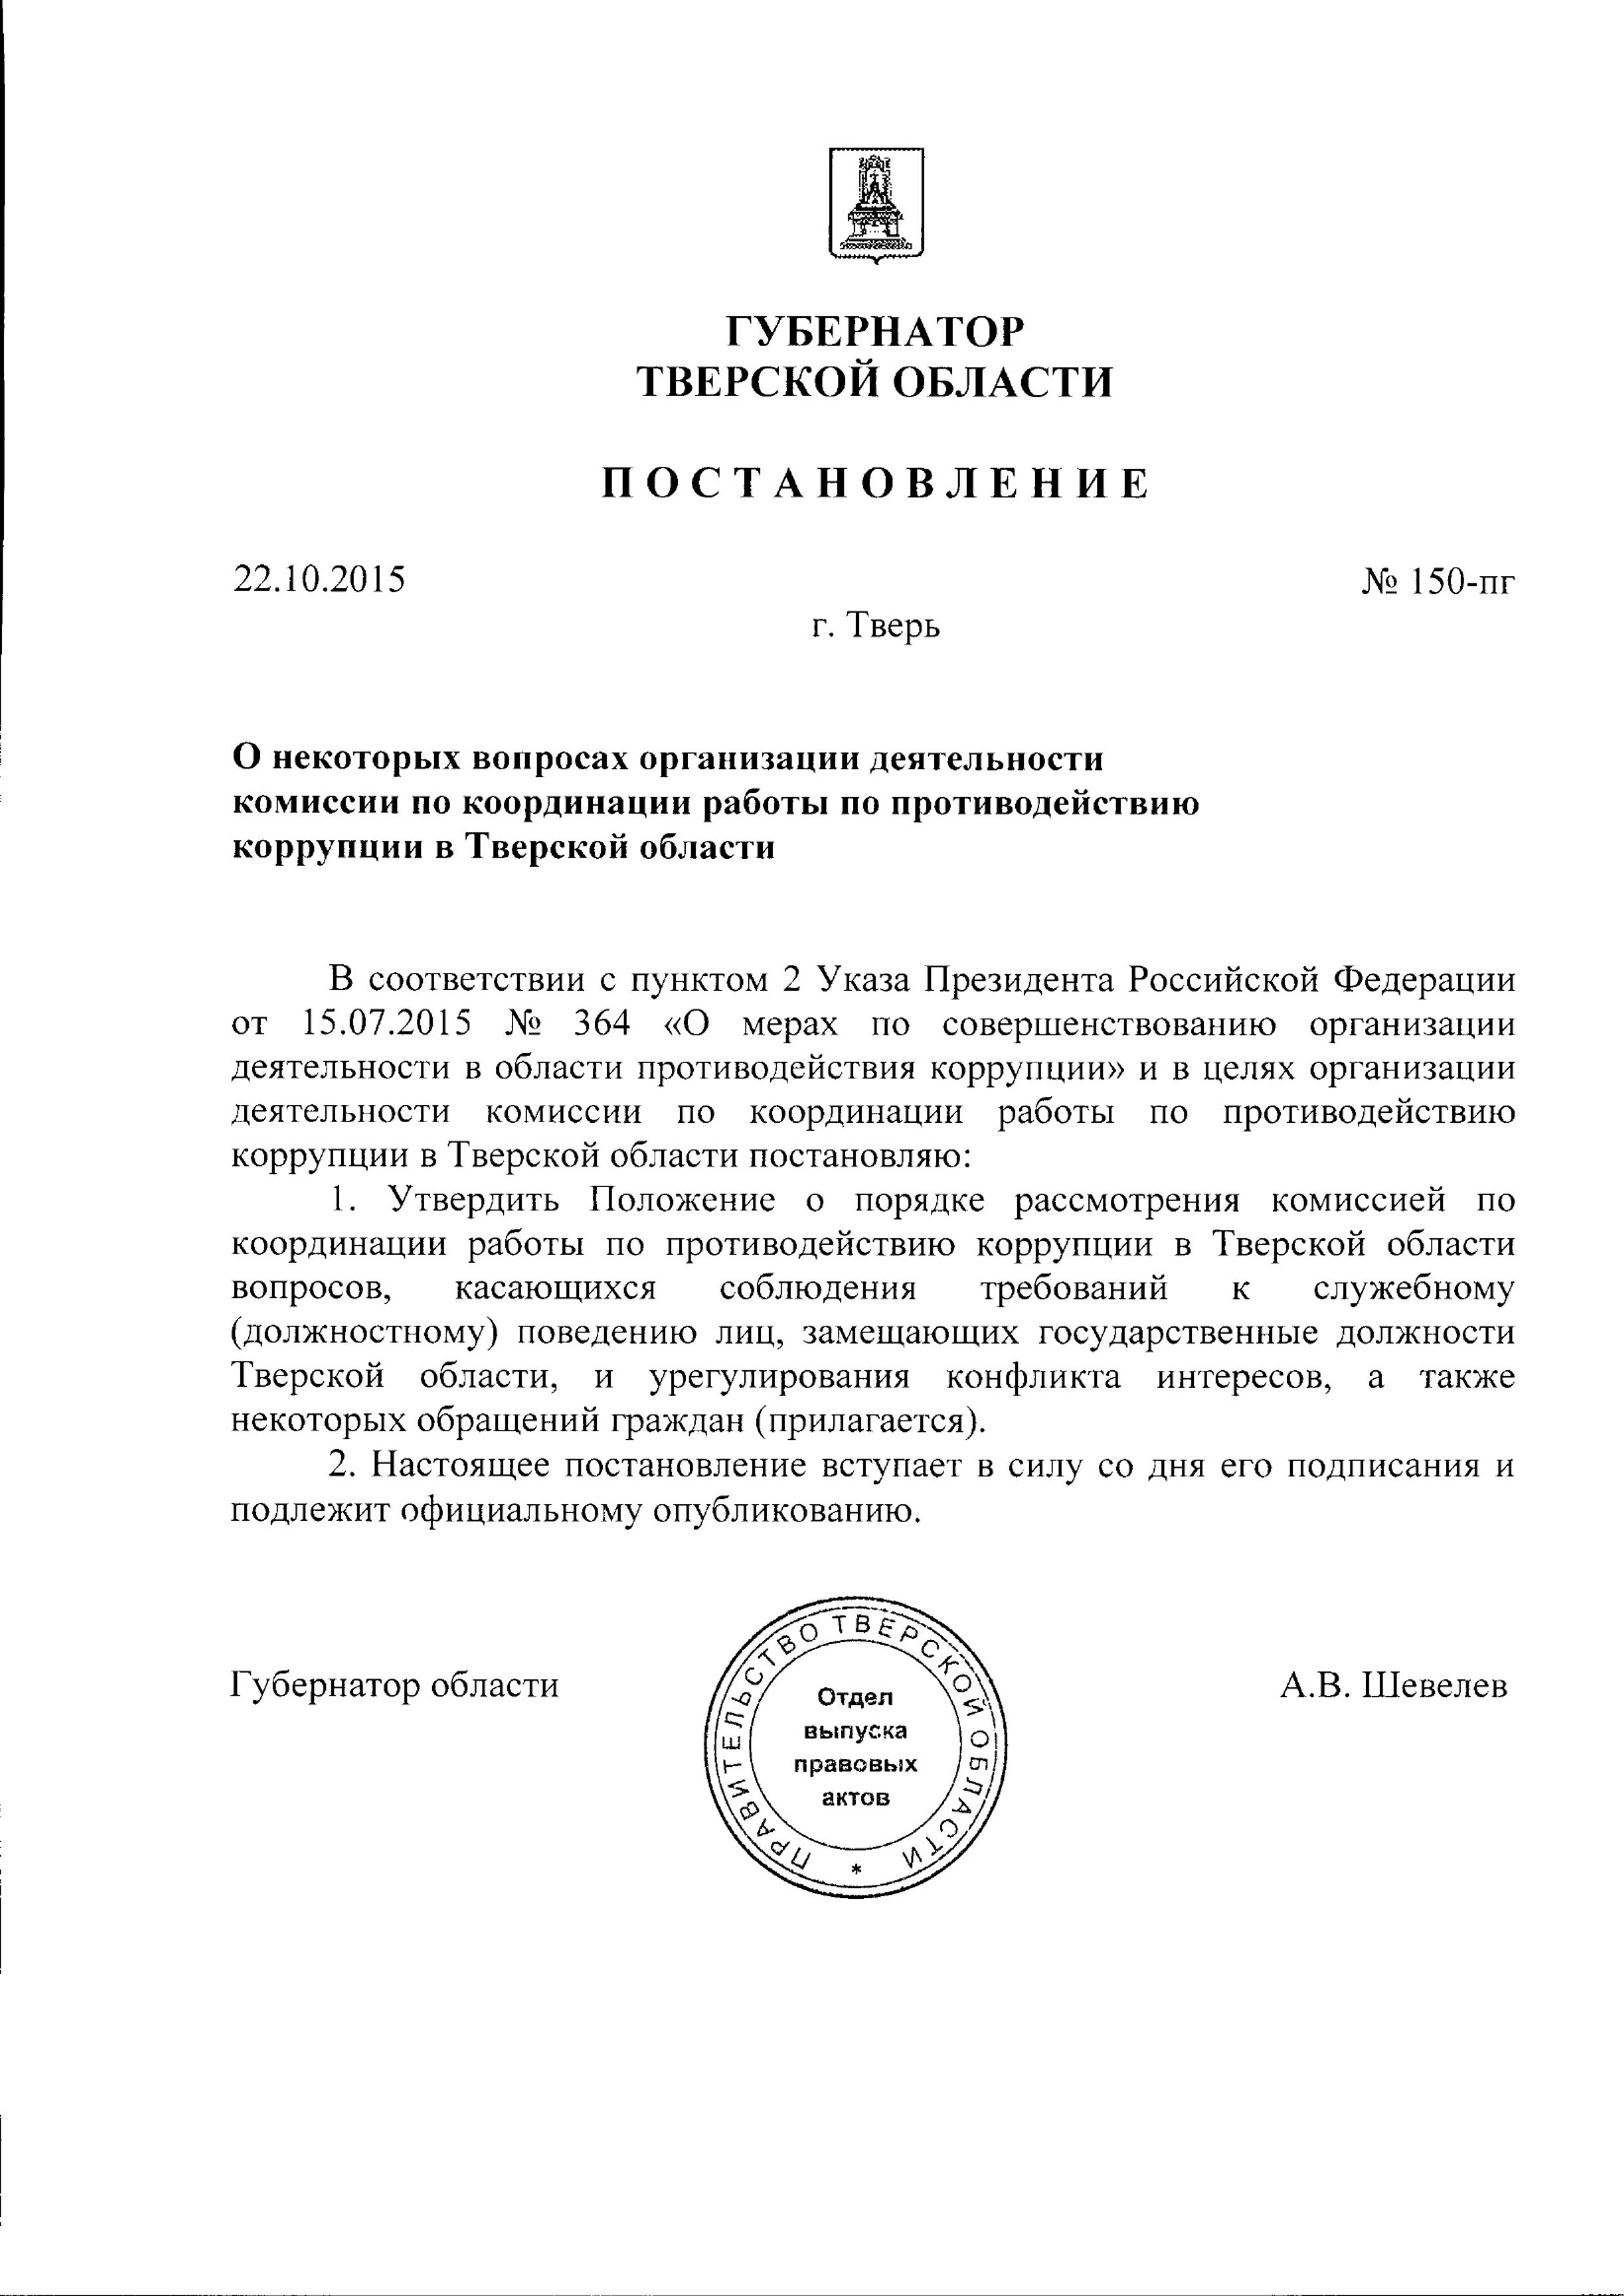 ГУБЕРНАТОР
ТВЕРСКОЙ ОБЛАСТИ
П О С Т А Н О В Л Е Н И Е
22.10.2015
№ 150-пг
г. Тверь
О некоторых вопросах организации деятельности
комиссии по координации работы по противодействию
коррупции в Тверской области
В соответствии с пунктом 2 Указа Президента Российской Федерации
от 15.07.2015 № 364 «О мерах по совершенствованию организации
деятельности в области противодействия коррупции» и в целях организации
деятельности комиссии по координации работы по противодействию
коррупции в Тверской области постановляю:
1. Утвердить Положение о порядке рассмотрения комиссией по
координации работы по противодействию коррупции в Тверской области
вопросов, касающихся соблюдения требований к служебному
(должностному) поведению лиц, замещающих государственные должности
Тверской области, и урегулирования конфликта интересов, а также
некоторых обращений граждан (прилагается).
2. Настоящее постановление вступает в силу со дня его подписания и
подлежит официальному опубликованию.
Губернатор области
А.В. Шевелев
ПРАВИТЕЛЬСТВО ТВЕРСКОЙ ОБЛАСТИ *
Отдел
выпуска
правовых
актов